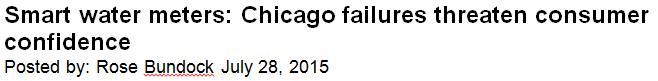 Smart water meters: Chicago failures threaten consumer
confidence
Posted by: Rose Bundock July 28, 2015